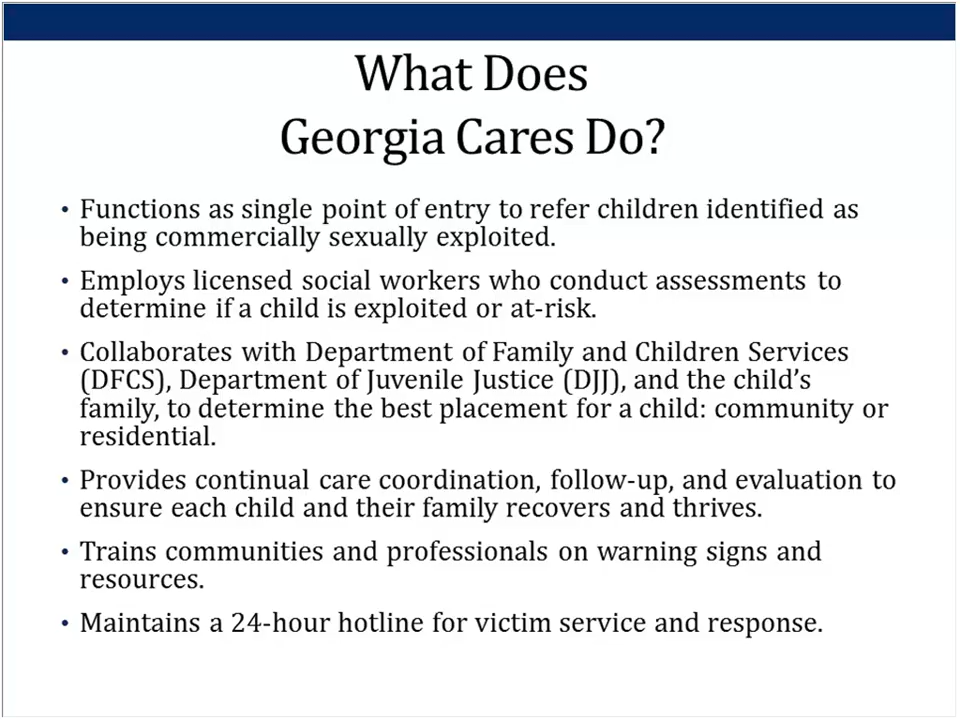 What Does
Georgia Cares Do?
• Functions as single point of entry to refer children identified as
being commercially sexually exploited.
• Employs licensed social workers who conduct assessments to
determine if a child is exploited or at-risk.
• Collaborates with Department of Family and Children Services
(DFCS), Department of Juvenile Justice (DJJ), and the child’s
family, to determine the best placement for a child: community or
residential.
• Provides continual care coordination, follow-up, and evaluation to
ensure each child and their family recovers and thrives.
• Trains communities and professionals on warning signs and
resources.
• Maintains a 24-hour hotline for victim service and response.